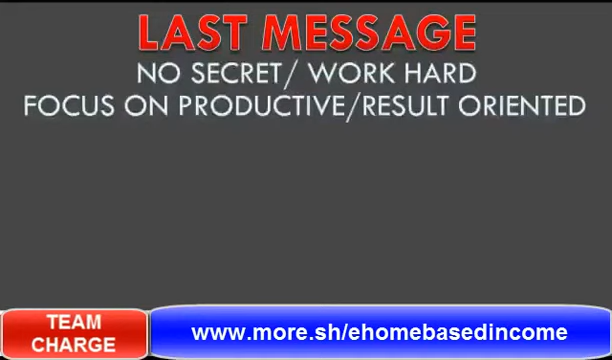 LAST MESSAGE
NO SECRET/ WORK HARD
FOCUS ON PRODUCTIVE/RESULT ORIENTED
TEAM
CHARGE
www.more.sh/ehomebasedincome